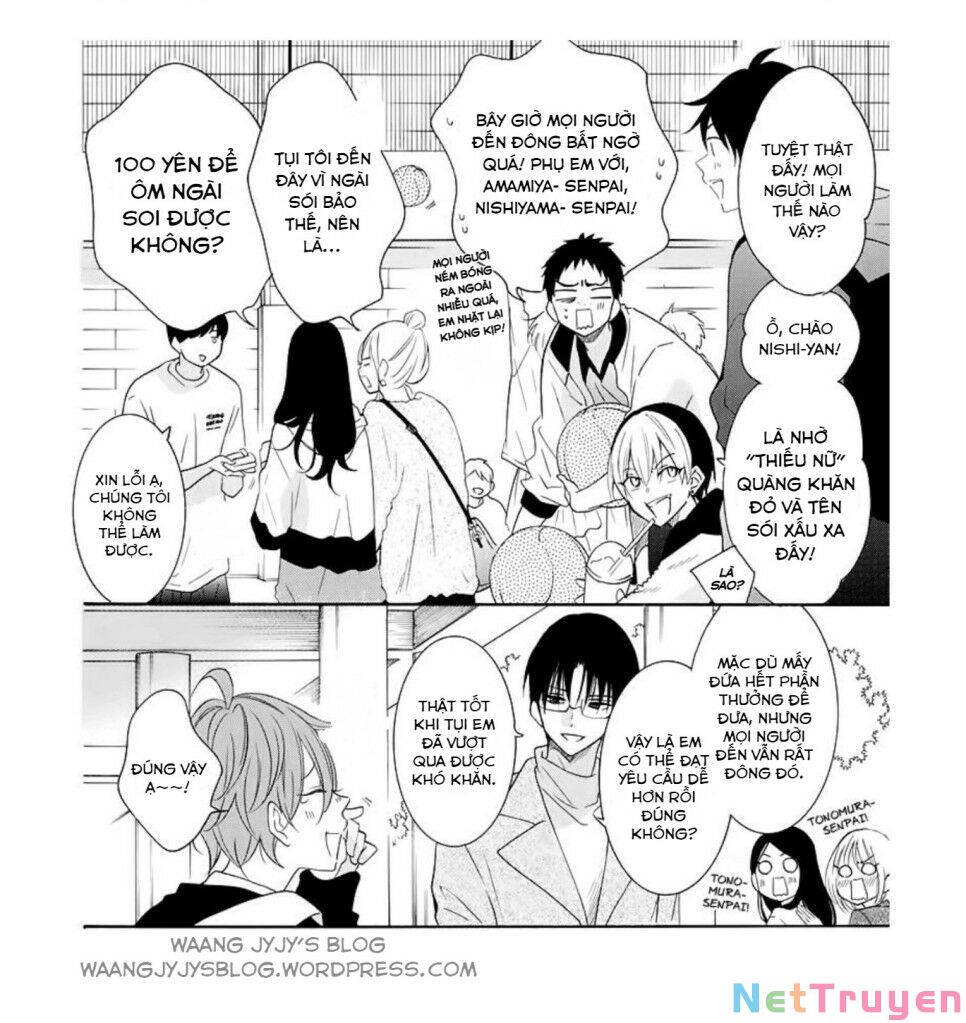 TUYỆT THẬT
ĐẤY! MỌI
NGƯỜI LÀM
THẾ NÀO
VẬY?
Ồ, CHÀO
NISHI-YAN!
LÀ NHỜ
"THIẾU NỮ"
QUÀNG KHĂN
ĐỎ VÀ TÊN
SÓI XẤU XA
ĐẤY!
LÀ
SAO?
BÂY GIỜ MỌI NGƯỜI
ĐẾN ĐÔNG BẤT NGỜ
QUÁ! PHỤ EM VỚI,
AMAMIYA- SENPAI,
NISHIYAMA- SENPAI!
MỌI NGƯỜI
NÉM BÓNG
RA NGOÀI
NHIỀU QUÁ,
EM NHẶT LẠI
KHÔNG KỊP!
TỤI TÔI ĐẾN
ĐÂY VÌ NGÀI
SÓI BẢO
THẾ, NÊN
LÀ...
100 YÊN ĐỂ
ÔM NGÀI
SOI ĐƯỢC
KHÔNG?
XIN LỖI Ạ,
CHÚNG TÔI
KHÔNG
THỂ LÀM
ĐƯỢC.
MẶC DÙ MẤY
ĐỨA HẾT PHẦN
THƯỞNG ĐỂ
ĐƯA, NHƯNG
MỌI NGƯỜI
ĐẾN VẪN RẤT
ĐÔNG ĐÓ.
VẬY LÀ EM
CÓ THỂ ĐẠT
YÊU CẦU DỄ
HƠN RỒI
ĐÚNG
KHÔNG?
TONOMURA-
SENPAI!
TONO-
MURA-
SENPAI!
THẬT TỐT
KHI TỤI EM
ĐÃ VƯỢT
QUA ĐƯỢC
KHÓ KHĂN.
ĐÚNG VẬY
Ạ~~!
WAANG JYJY'S BLOG
WAANGJYJYSBLOG.WORDPRESS.COM
NetTruyen